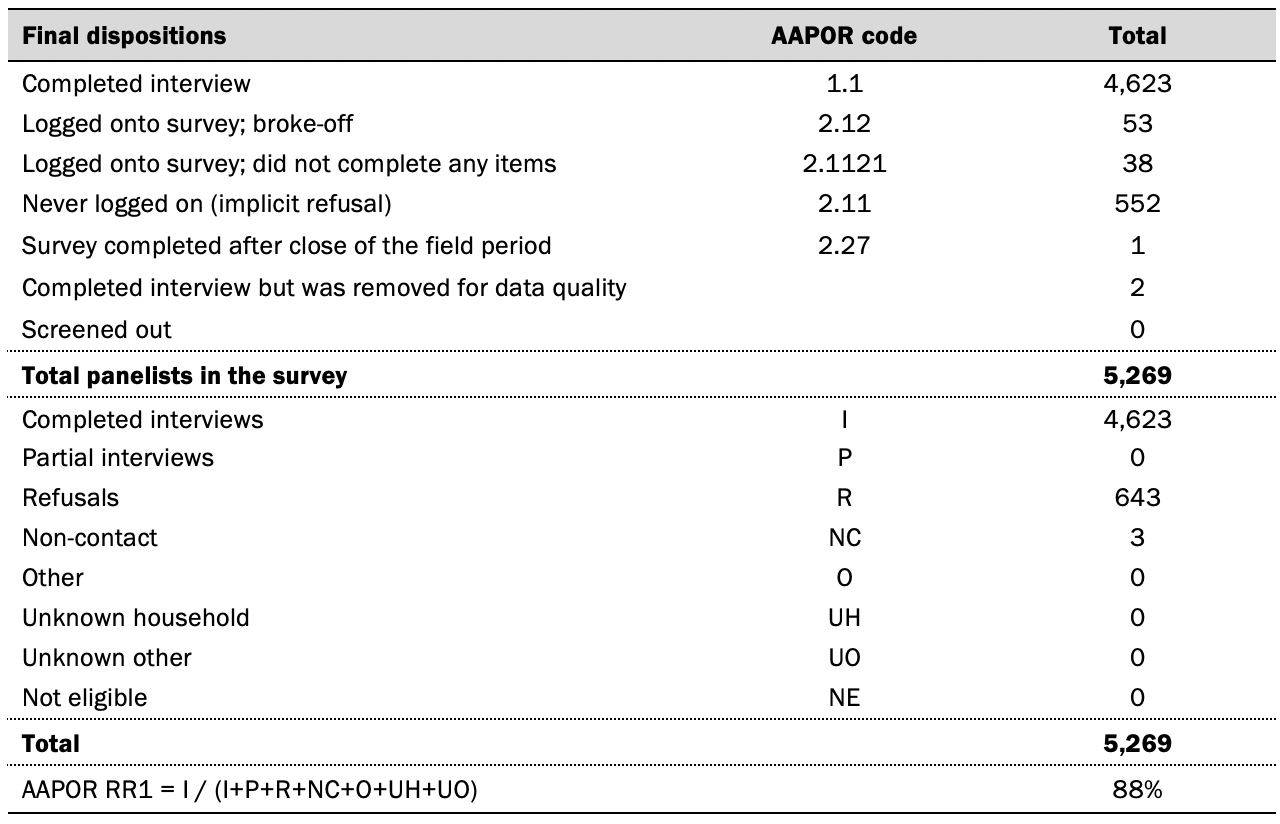 Final dispositions AAPOR code Total
Completed interview 1.1 4,623
Logged onto survey; broke-off 2.12 53
Logged onto survey; did not complete any items 2.1121 38
Never logged on (implicit refusal) 2.11 552
Survey completed after close of the field period 2.27 1
Completed interview but was removed for data quality 2
Screened out 0
Total panelists in the survey 5,269
Completed interviews I 4,623
Partial interviews P 0
Refusals R 643
Non-contact NC 3
Other O 0
Unknown household UH 0
Unknown other UO 0
Not eligible NE 0
Total 5,269
AAPOR RR1 = I / (I+P+R+NC+O+UH+UO) 88%